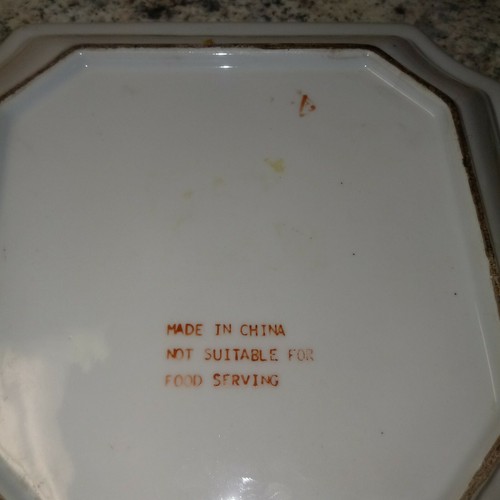 MADE IN CHINA
NOT SUITABLE FOR
FOOD SERVING